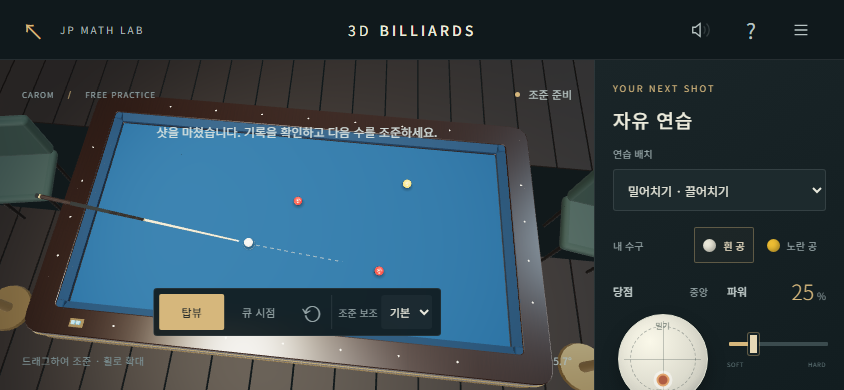 JP MATH LAB
3D BILLIARDS
?
CAROM / FREE PRACTICE
조준 준비
샷을 마쳤습니다. 기록을 확인하고 다음 수를 조준하세요.
탑뷰
큐 시점
조준 보조
기본
드래그하여 조준 · 휠로 확대
YOUR NEXT SHOT
자유 연습
연습 배치
밀어치기 · 끌어치기
내 수구
흰 공
노란 공
당점
중앙
파워
25 %
SOFT
HARD